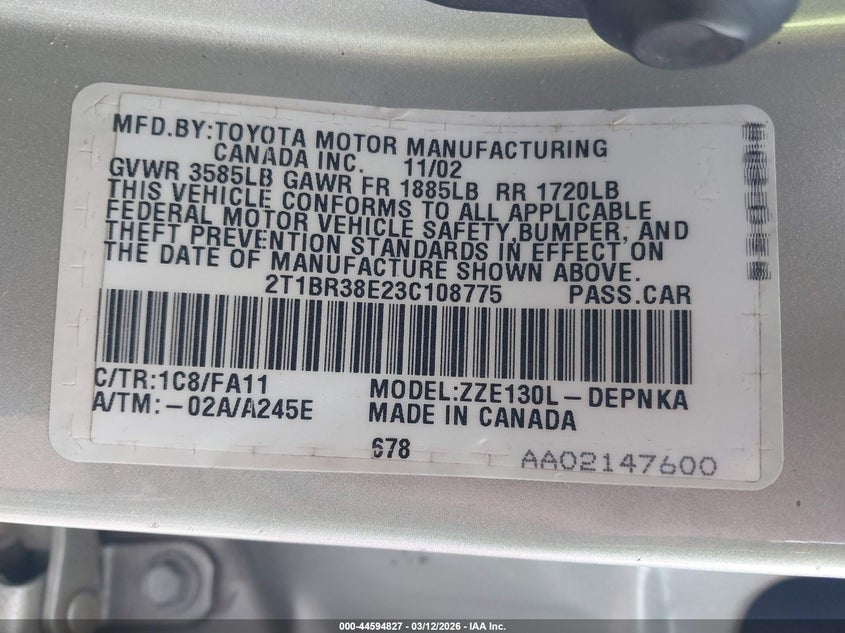 MFD.BY:TOYOTA MOTOR MANUFACTURING
CANADA INC. 11/02
GVWR 3585LB GAWR FR 1885LB RR 1720LB
THIS VEHICLE CONFORMS TO ALL APPLICABLE
FEDERAL MOTOR VEHICLE SAFETY,BUMPER, AND
THEFT PREVENTION STANDARDS IN EFFECT ON
THE DATE OF MANUFACTURE SHOWN ABOVE.
2T1BR38E23C108775 PASS.CAR
C/TR:1C8/FA11 MODEL:ZZE130L-DEPNKA
A/TM:-02A/A245E MADE IN CANADA
678
AA02147600
000-44594827 - 03/12/2026 - IAA Inc.